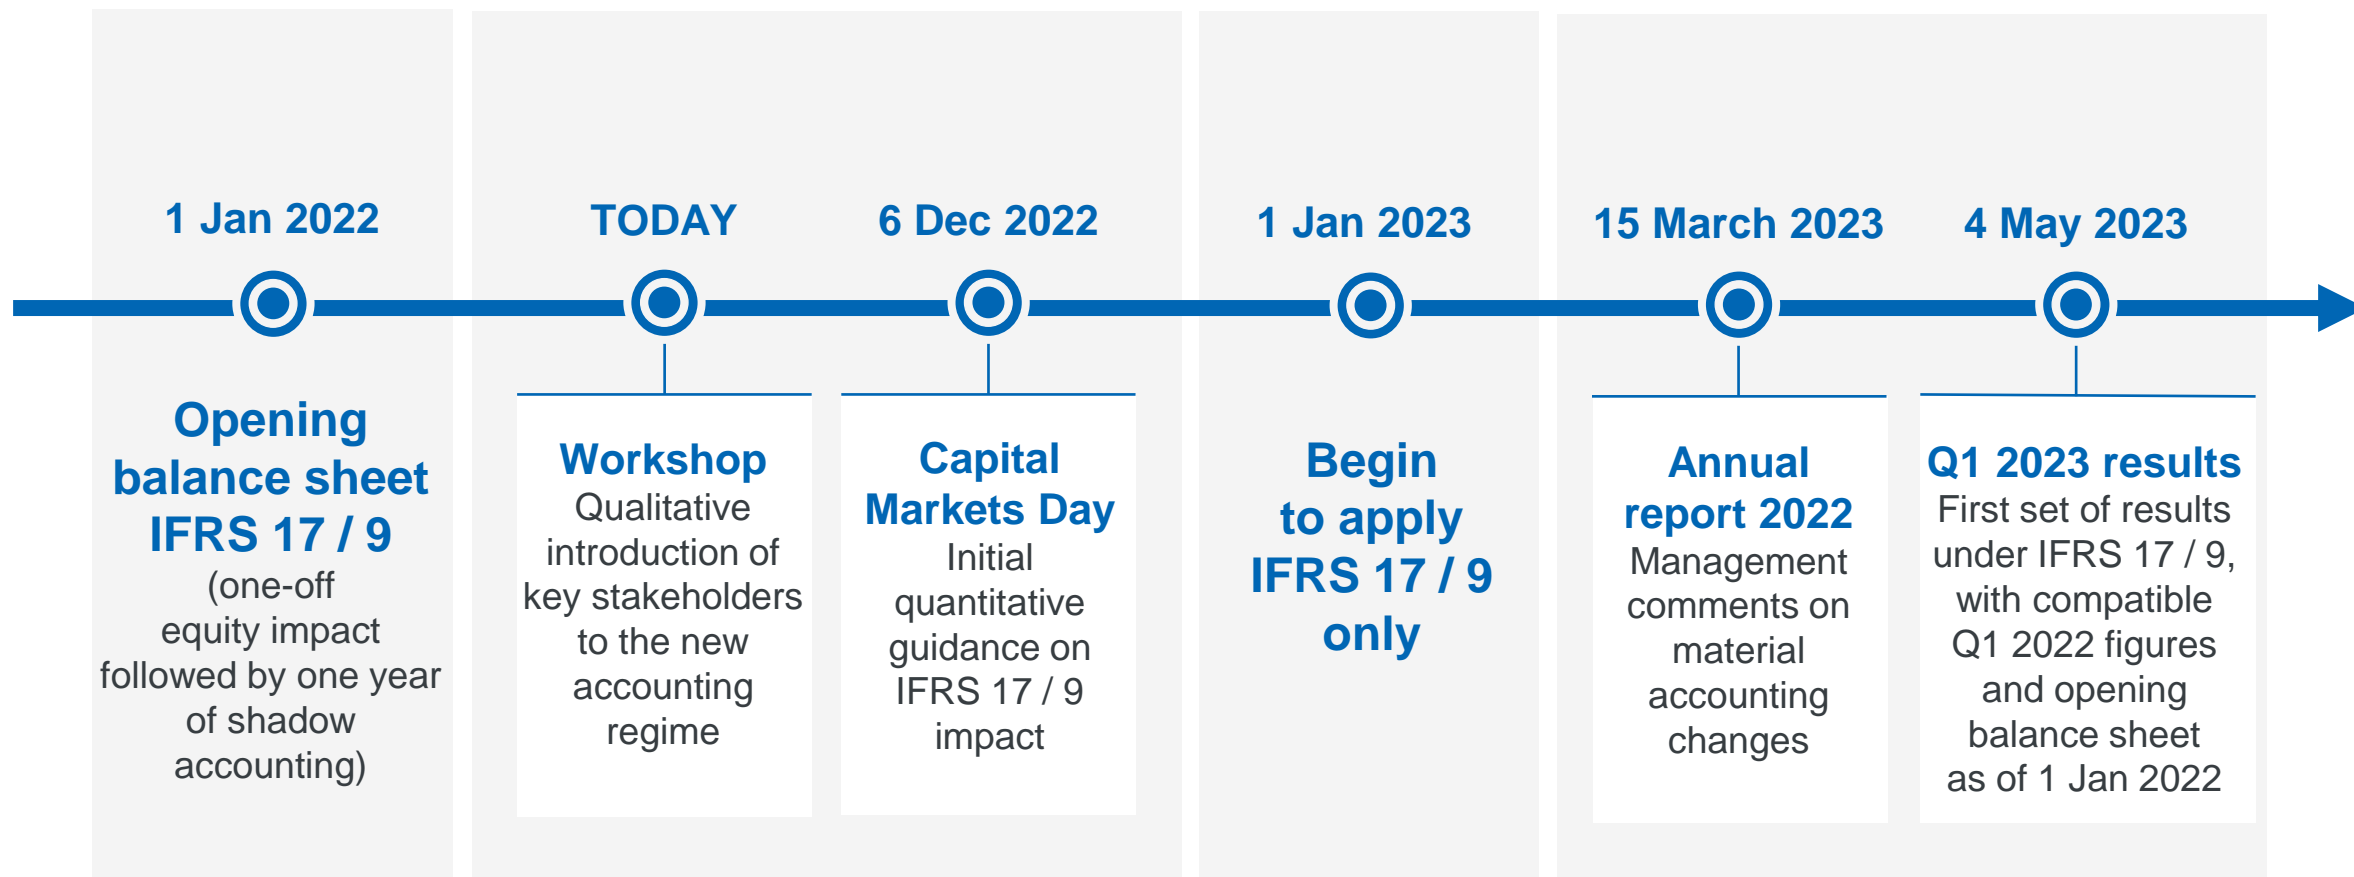 1 Jan 2022
Opening
balance sheet
IFRS 17 / 9
(one-off
equity impact
followed by one year
of shadow
accounting)
TODAY
Workshop
Qualitative
introduction of
key stakeholders
to the new
accounting
regime
6 Dec 2022
Capital
Markets Day
Initial
quantitative
guidance on
IFRS 17 / 9
impact
1 Jan 2023
Begin
to apply
IFRS 17 / 9
only
15 March 2023
Annual
report 2022
Management
comments on
material
accounting
changes
4 May 2023
Q1 2023 results
First set of results
under IFRS 17 / 9,
with compatible
Q1 2022 figures
and opening
balance sheet
as of 1 Jan 2022